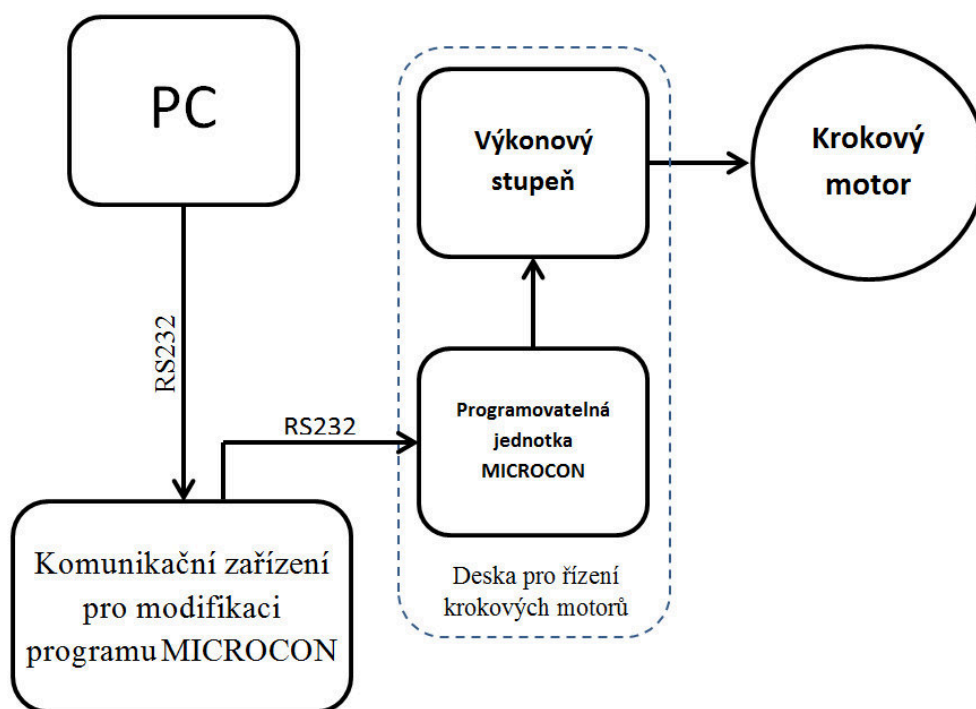 PC
RS232
Komunikační zařízení
pro modifikaci
programu MICROCON
RS232
Programovatelná
jednotka
MICROCON
Výkonový
stupeň
Deska pro řízení
krokových motorů
Krokový
motor